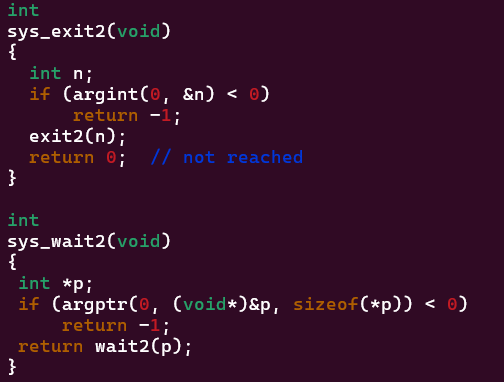 int
sys_exit2(void)
{
  int n;
  if (argint(0, &n) < 0)
      return -1;
  exit2(n);
  return 0;  // not reached
}

int
sys_wait2(void)
{
 int *p;
 if (argptr(0, (void*)&p, sizeof(*p)) < 0)
     return -1;
 return wait2(p);
}